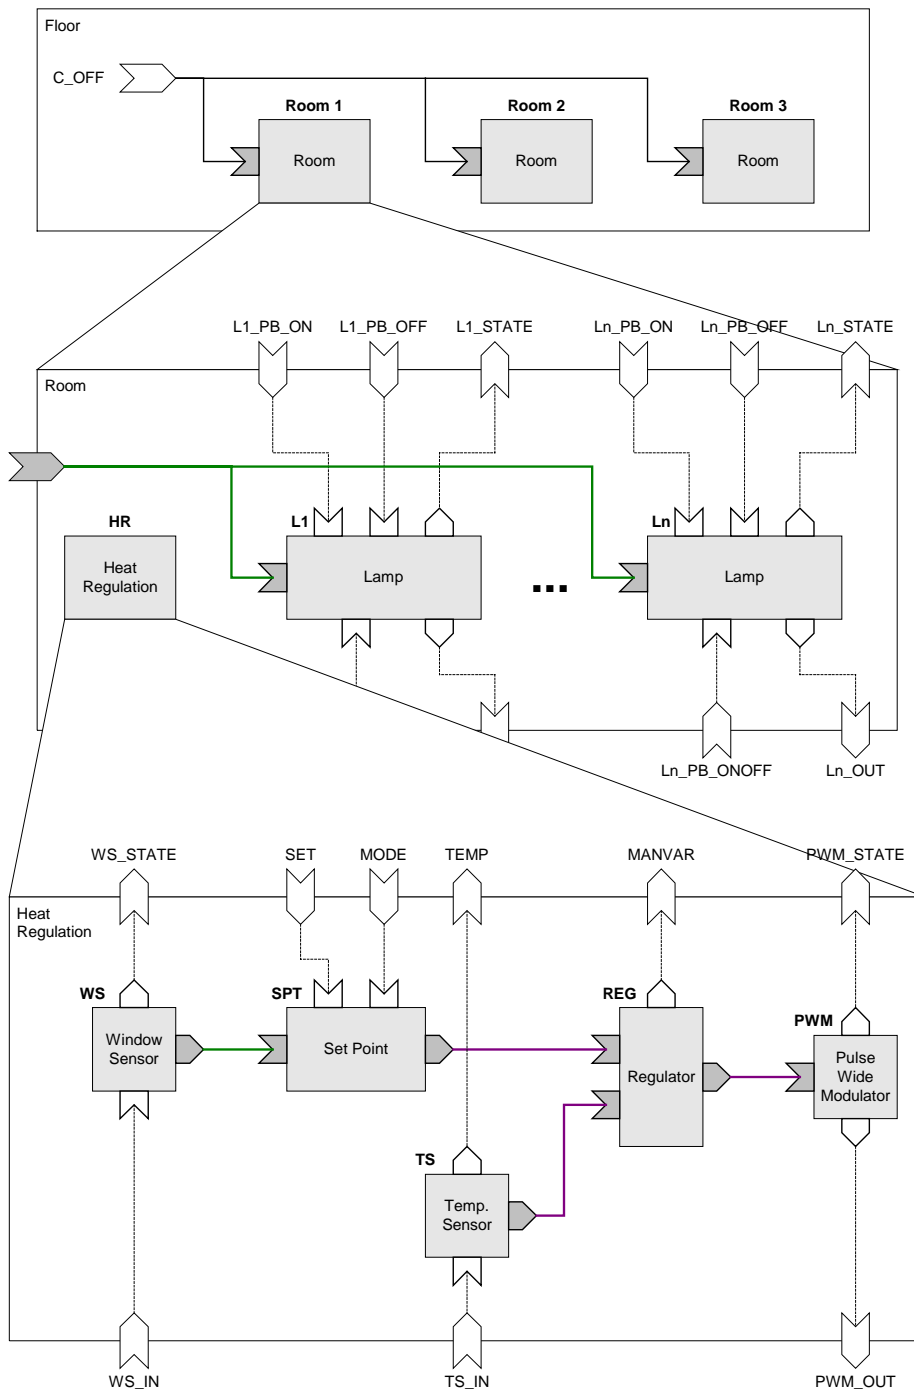 Floor
C_OFF
Room 1
Room 2
Room 3
Room
Room
Room
L1_PB_ON
L1_PB_OFF
L1_STATE
Ln_PB_ON
Ln_PB_OFF
Ln_STATE
Room
HR
L1
Ln
Heat
Regulation
Lamp
...
Lamp
Ln_PB_ONOFF
Ln_OUT
WS_STATE
SET
MODE
TEMP
MANVAR
PWM_STATE
Heat
Regulation
WS
SPT
REG
PWM
Window
Sensor
Set Point
Regulator
Pulse
Wide
Modulator
TS
Temp.
Sensor
WS_IN
TS_IN
PWM_OUT